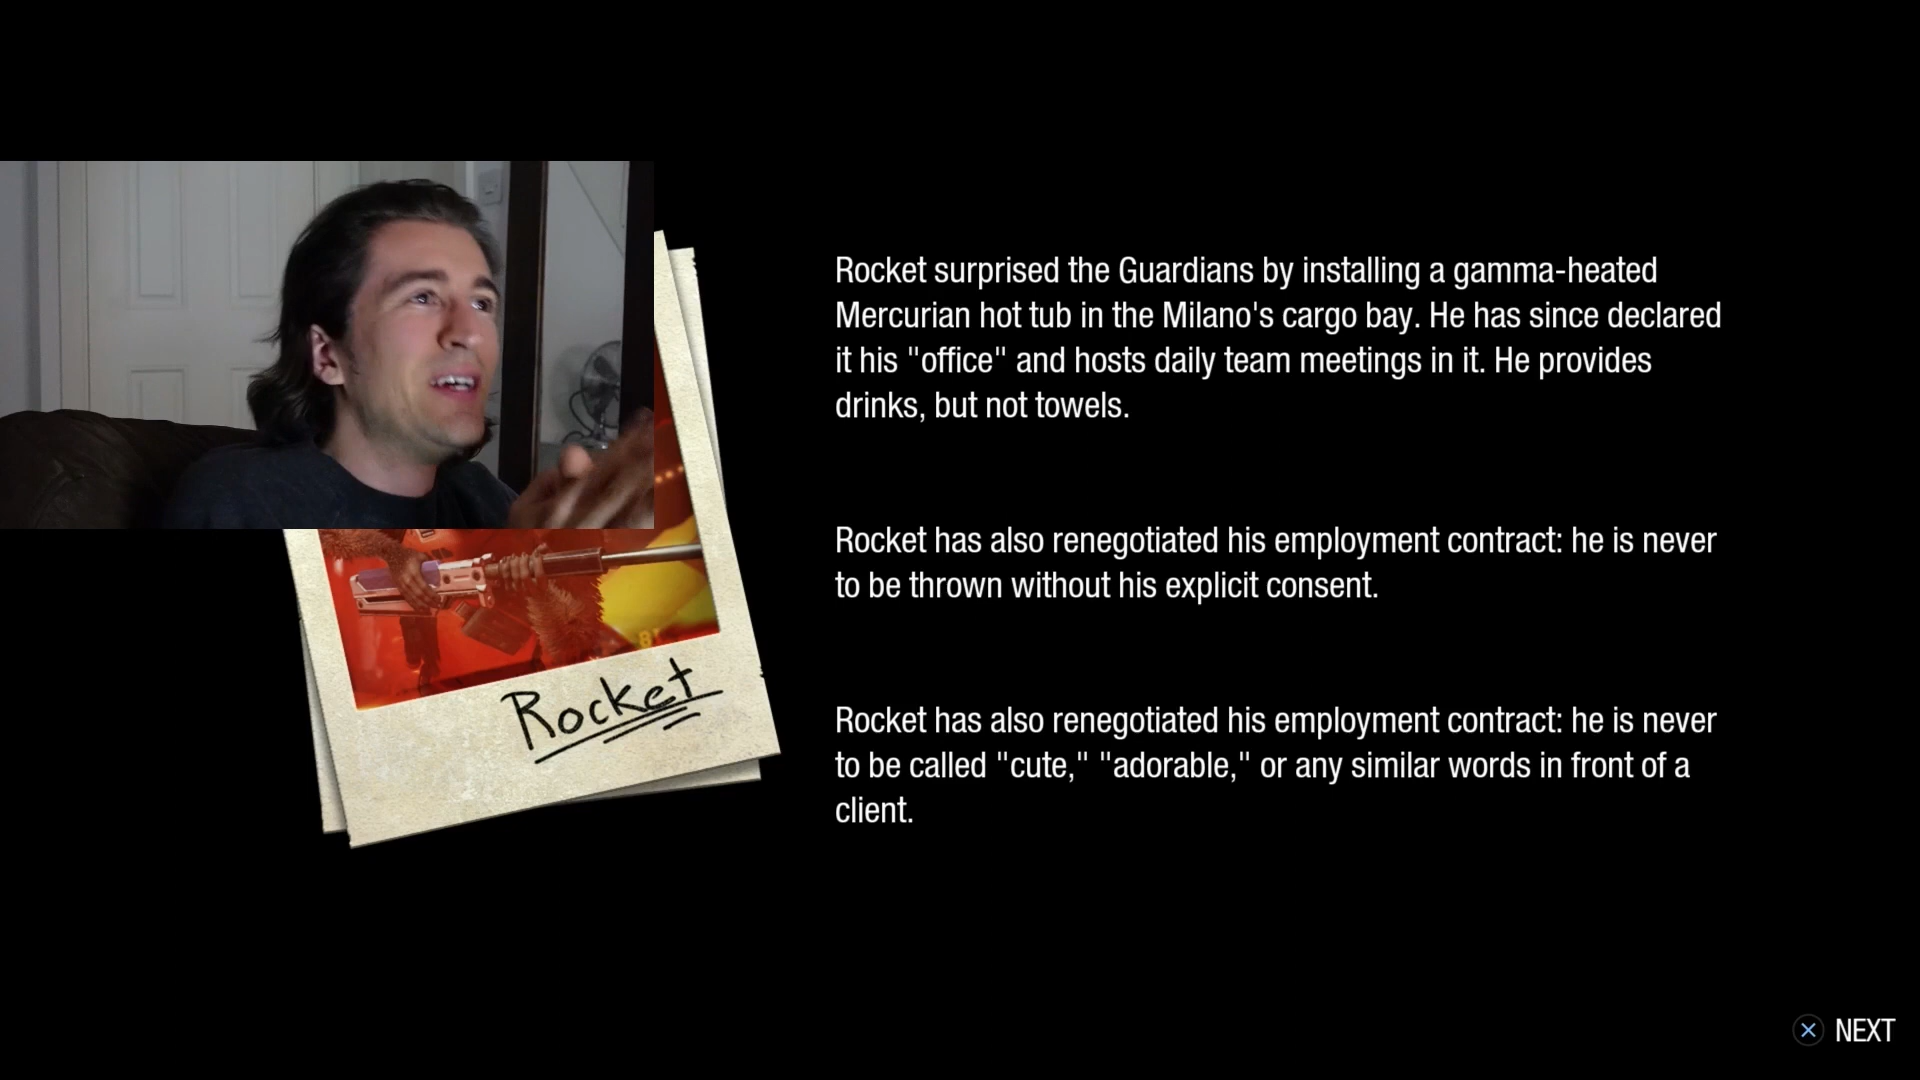 Rocket surprised the Guardians by installing a gamma-heated
Mercurian hot tub in the Milano's cargo bay. He has since declared
it his "office" and hosts daily team meetings in it. He provides
drinks, but not towels.
Rocket has also renegotiated his employment contract: he is never
to be thrown without his explicit consent.
Rocket
Rocket has also renegotiated his employment contract: he is never
to be called "cute," "adorable," or any similar words in front of a
client.
NEXT